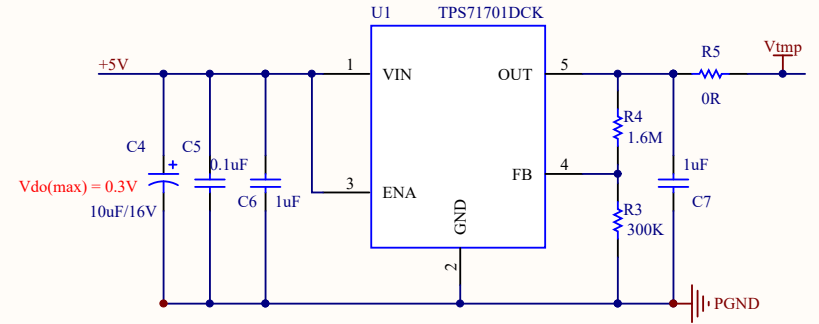 U1 TPS71701DCK
Vtmp
R5
+5V
1 VIN OUT 5
0R
C4 C5
0.1uF
R4
1.6M
1uF
FB 4
Vdo(max) = 0.3V
3 ENA
C6 1uF
C7
10uF/16V
R3
300K
GND
2
PGND